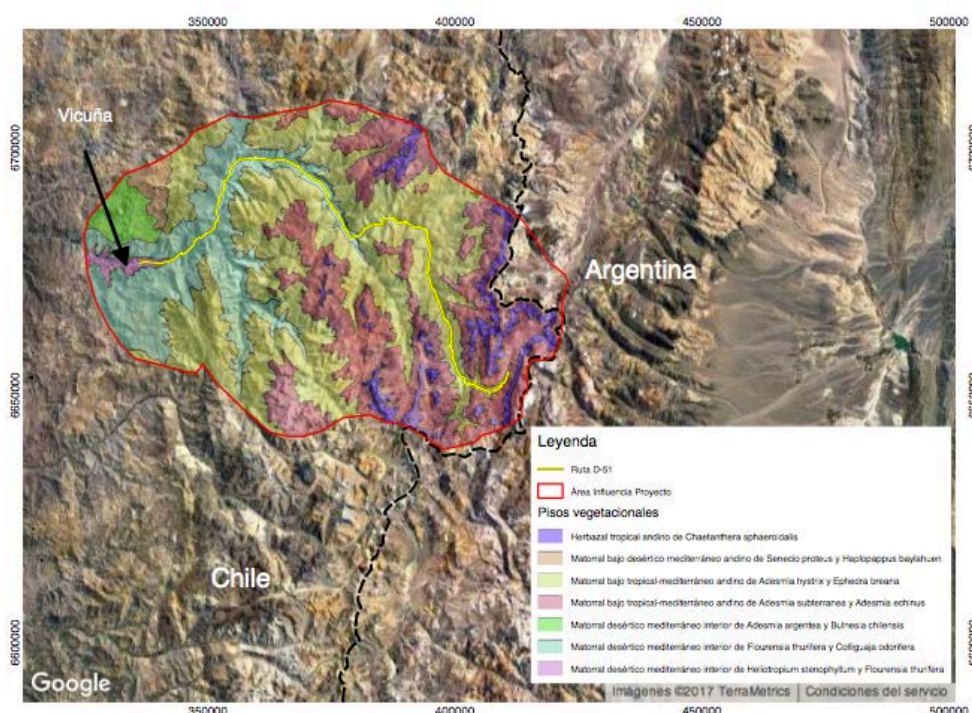 350000 400000 450000 500000
6700000
6700000
Vicuña
Argentina
6650000
6650000
Leyenda
Ruta D-51
Área Influencia Proyecto
Pisos vegetacionales
Herbazal tropical andino de Chaetanthera sphaeroidalis
Matorral bajo desértico mediterráneo andino de Senecio proteus y Haplopappus baylahuen
Matorral bajo tropical-mediterráneo andino de Adesmia hystrix y Ephedra breana
Matorral bajo tropical-mediterráneo andino de Adesmia subterranea y Adesmia echinus
Chile
Matorral desértico mediterráneo interior de Adesmia argentea y Bulnesia chilensis
Matorral desértico mediterráneo interior de Flourensia thurifera y Colliguaja odorifera
Matorral desértico mediterráneo interior de Heliotropium stenophyllum y Flourensia thurifera
6600000
6600000
Google
Imágenes ©2017 TerraMetrics
Condiciones del servicio
350000 400000 450000 500000